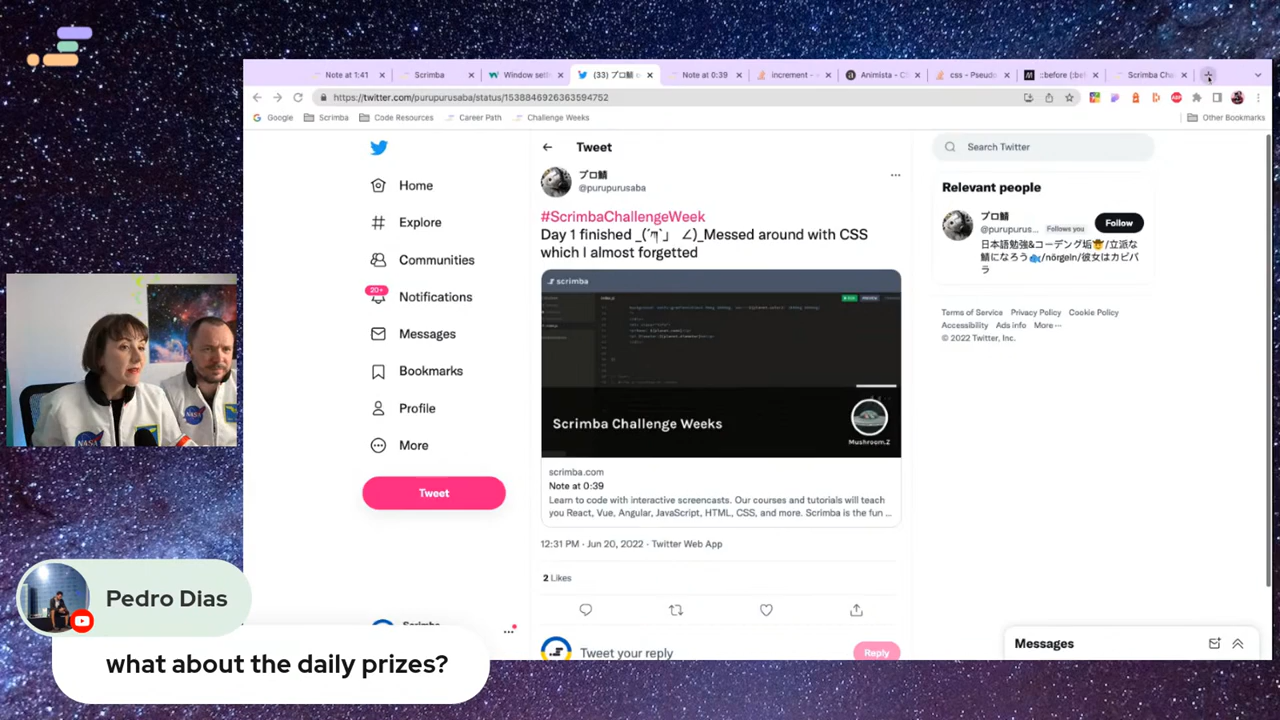 Note at 1:41
Scrimba
Window sett
(33) プロ鯖
Note at 0:39
increment -
Animista - C
css - Pseud
::before (:be
Scrimba Cha
https://twitter.com/purupurusaba/status/1538846926363594752
Google
Scrimba
Code Resources
Career Path
Challenge Weeks
Other Bookmarks
Home
Explore
Communities
20+
Notifications
Messages
Bookmarks
Profile
More
Tweet
Tweet
プロ鯖
@purupurusaba
#ScrimbaChallengeWeek
Day 1 finished _(´ཀ`」 ∠)_Messed around with CSS
which I almost forgetted
scrimba
Scrimba Challenge Weeks
Mushroom.Z
scrimba.com
Note at 0:39
Learn to code with interactive screencasts. Our courses and tutorials will teach
you React, Vue, Angular, JavaScript, HTML, CSS, and more. Scrimba is the fun ...
12:31 PM · Jun 20, 2022 · Twitter Web App
2 Likes
Tweet your reply
Reply
Search Twitter
Relevant people
プロ鯖
@purupurus... Follows you
Follow
日本語勉強&コーデング垢🤠/立派な
鯖になろう🐟/nörgeln/彼女はカピバ
ラ
Terms of Service Privacy Policy Cookie Policy
Accessibility Ads info More ···
© 2022 Twitter, Inc.
Messages
NASA
NASA
Pedro Dias
what about the daily prizes?